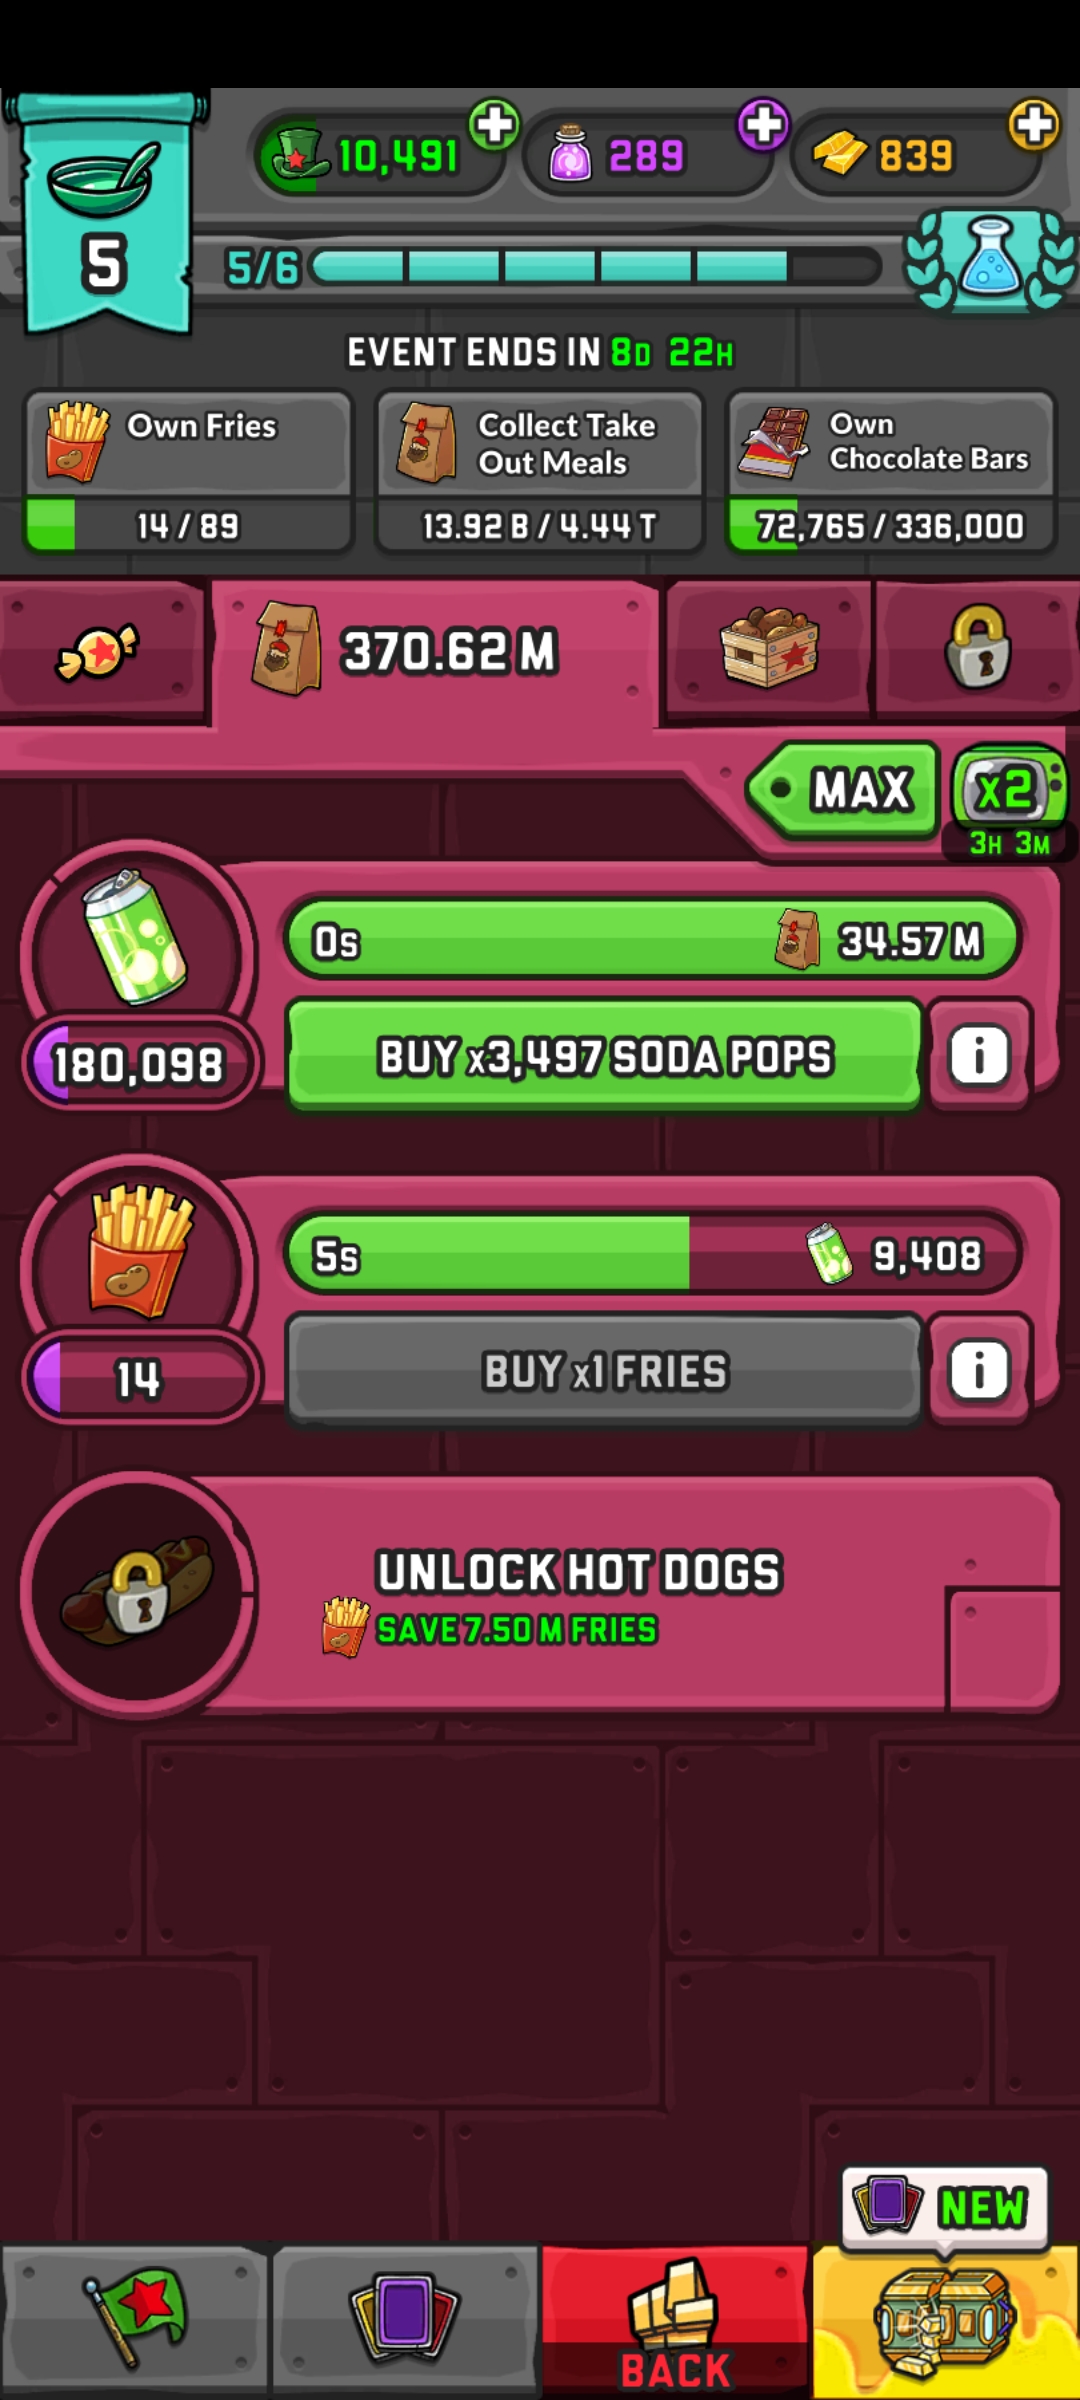 10,491
289
839
5
5/6
EVENT ENDS IN 8D 22H
Own Fries
14 / 89
Collect Take
Out Meals
13.92 B / 4.44 T
Own
Chocolate Bars
72,765 / 336,000
370.62 M
MAX
x2
3H 3M
0s
34.57 M
180,098
BUY x3,497 SODA POPS
i
5s
9,408
14
BUY x1 FRIES
i
UNLOCK HOT DOGS
SAVE 7.50 M FRIES
NEW
BACK